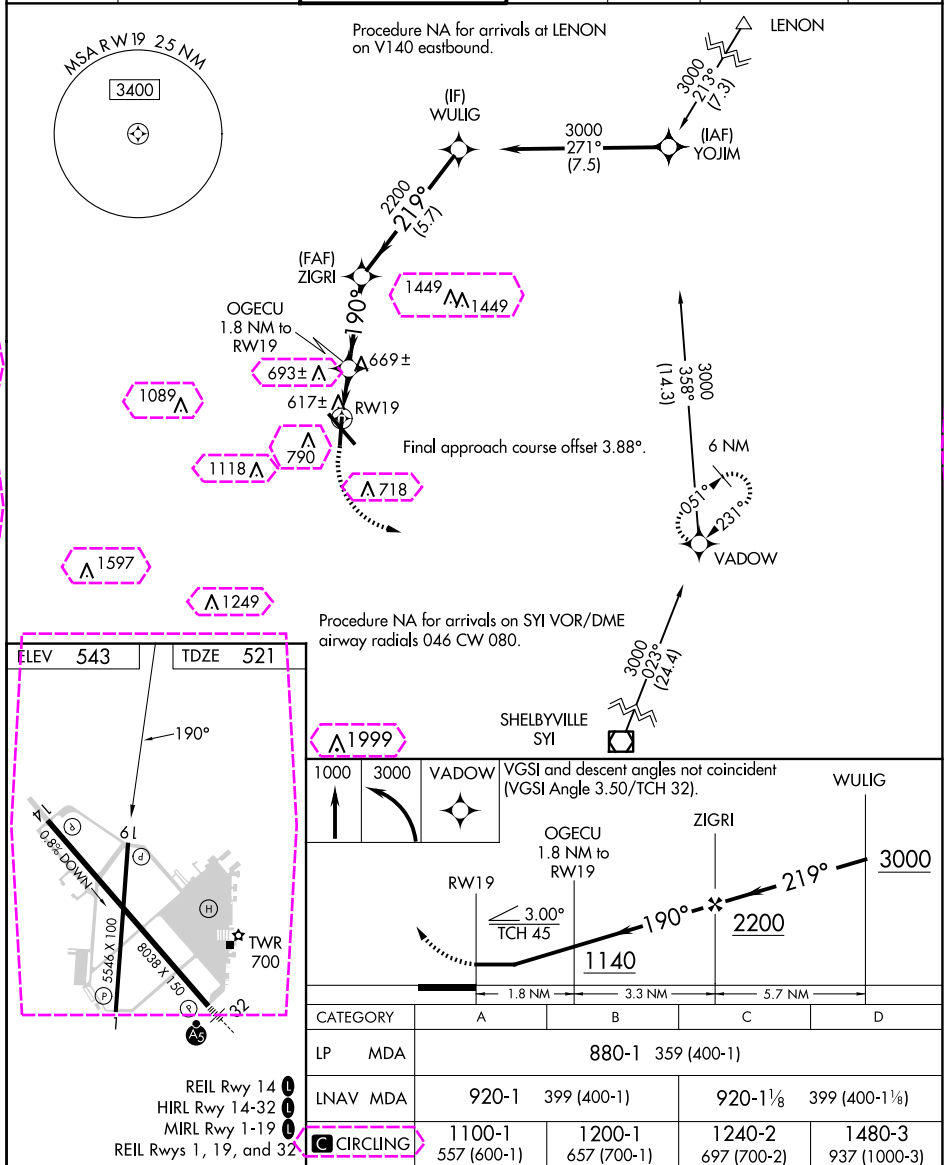 MSA RW 19 25 NM
3400
Procedure NA for arrivals at LENON
on V140 eastbound.
LENON
3000
213°
(7.3)
(IF)
WULIG
3000
271°
(7.5)
(IAF)
YOJIM
2200
219°
(5.7)
(FAF)
ZIGRI
1449
1449
190°
OGECU
1.8 NM to
RW19
669±
693±
1089
617±
RW19
3000
358°
(14.3)
Final approach course offset 3.88°.
6 NM
790
1118
718
051°
231°
VADOW
1597
1249
Procedure NA for arrivals on SYI VOR/DME
airway radials 046 CW 080.
3000
023°
(24.4)
SHELBYVILLE
SYI
1999
ELEV 543
TDZE 521
190°
14
0.8% DOWN
P
19
P
H
TWR
700
5546 X 100
8038 X 150
P
P
1
32
A5
REIL Rwy 14 L
HIRL Rwy 14-32 L
MIRL Rwy 1-19 L
REIL Rwys 1, 19, and 32
1000
3000
VADOW
VGSI and descent angles not coincident
(VGSI Angle 3.50/TCH 32).
WULIG
ZIGRI
OGECU
1.8 NM to
RW19
RW19
3.00°
TCH 45
190°
219°
3000
2200
1140
1.8 NM
3.3 NM
5.7 NM
CATEGORY A B C D
LP MDA 880-1 359 (400-1)
LNAV MDA 920-1 399 (400-1) 920-1⅛ 399 (400-1⅛)
C CIRCLING 1100-1 1200-1 1240-2 1480-3
557 (600-1) 657 (700-1) 697 (700-2) 937 (1000-3)